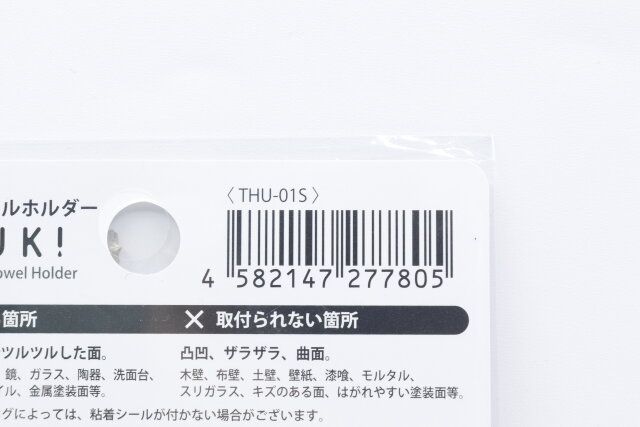 〈 THU-01S 〉
ルホルダー
UK!
owel Holder
4 582147 277805
箇所
× 取付られない箇所
ツルツルした面。
凸凹、ザラザラ、曲面。
鏡、ガラス、陶器、洗面台、
木壁、布壁、土壁、壁紙、漆喰、モルタル、
イル、金属塗装面等。
スリガラス、キズのある面、はがれやすい塗装面等。
グによっては、粘着シールが付かない場合がございます。